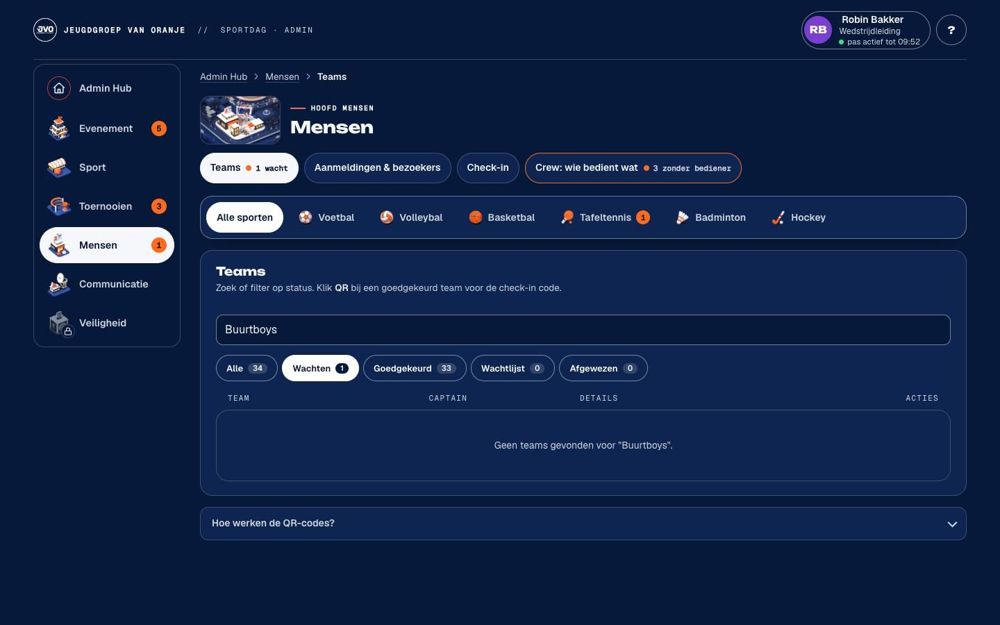 JVO JEUGDGROEP VAN ORANJE // SPORTDAG · ADMIN
RB Robin Bakker
Wedstrijdleiding
pas actief tot 09:52
?
Admin Hub
Evenement 5
Sport
Toernooien 3
Mensen 1
Communicatie
Veiligheid
Admin Hub > Mensen > Teams
HOOFD MENSEN
Mensen
Teams 1 wacht
Aanmeldingen & bezoekers
Check-in
Crew: wie bedient wat 3 zonder bediener
Alle sporten Voetbal Volleybal Basketbal Tafeltennis 1 Badminton Hockey
Teams
Zoek of filter op status. Klik QR bij een goedgekeurd team voor de check-in code.
Buurtboys
Alle 34 Wachten 1 Goedgekeurd 33 Wachtlijst 0 Afgewezen 0
TEAM CAPTAIN DETAILS ACTIES
Geen teams gevonden voor "Buurtboys".
Hoe werken de QR-codes?